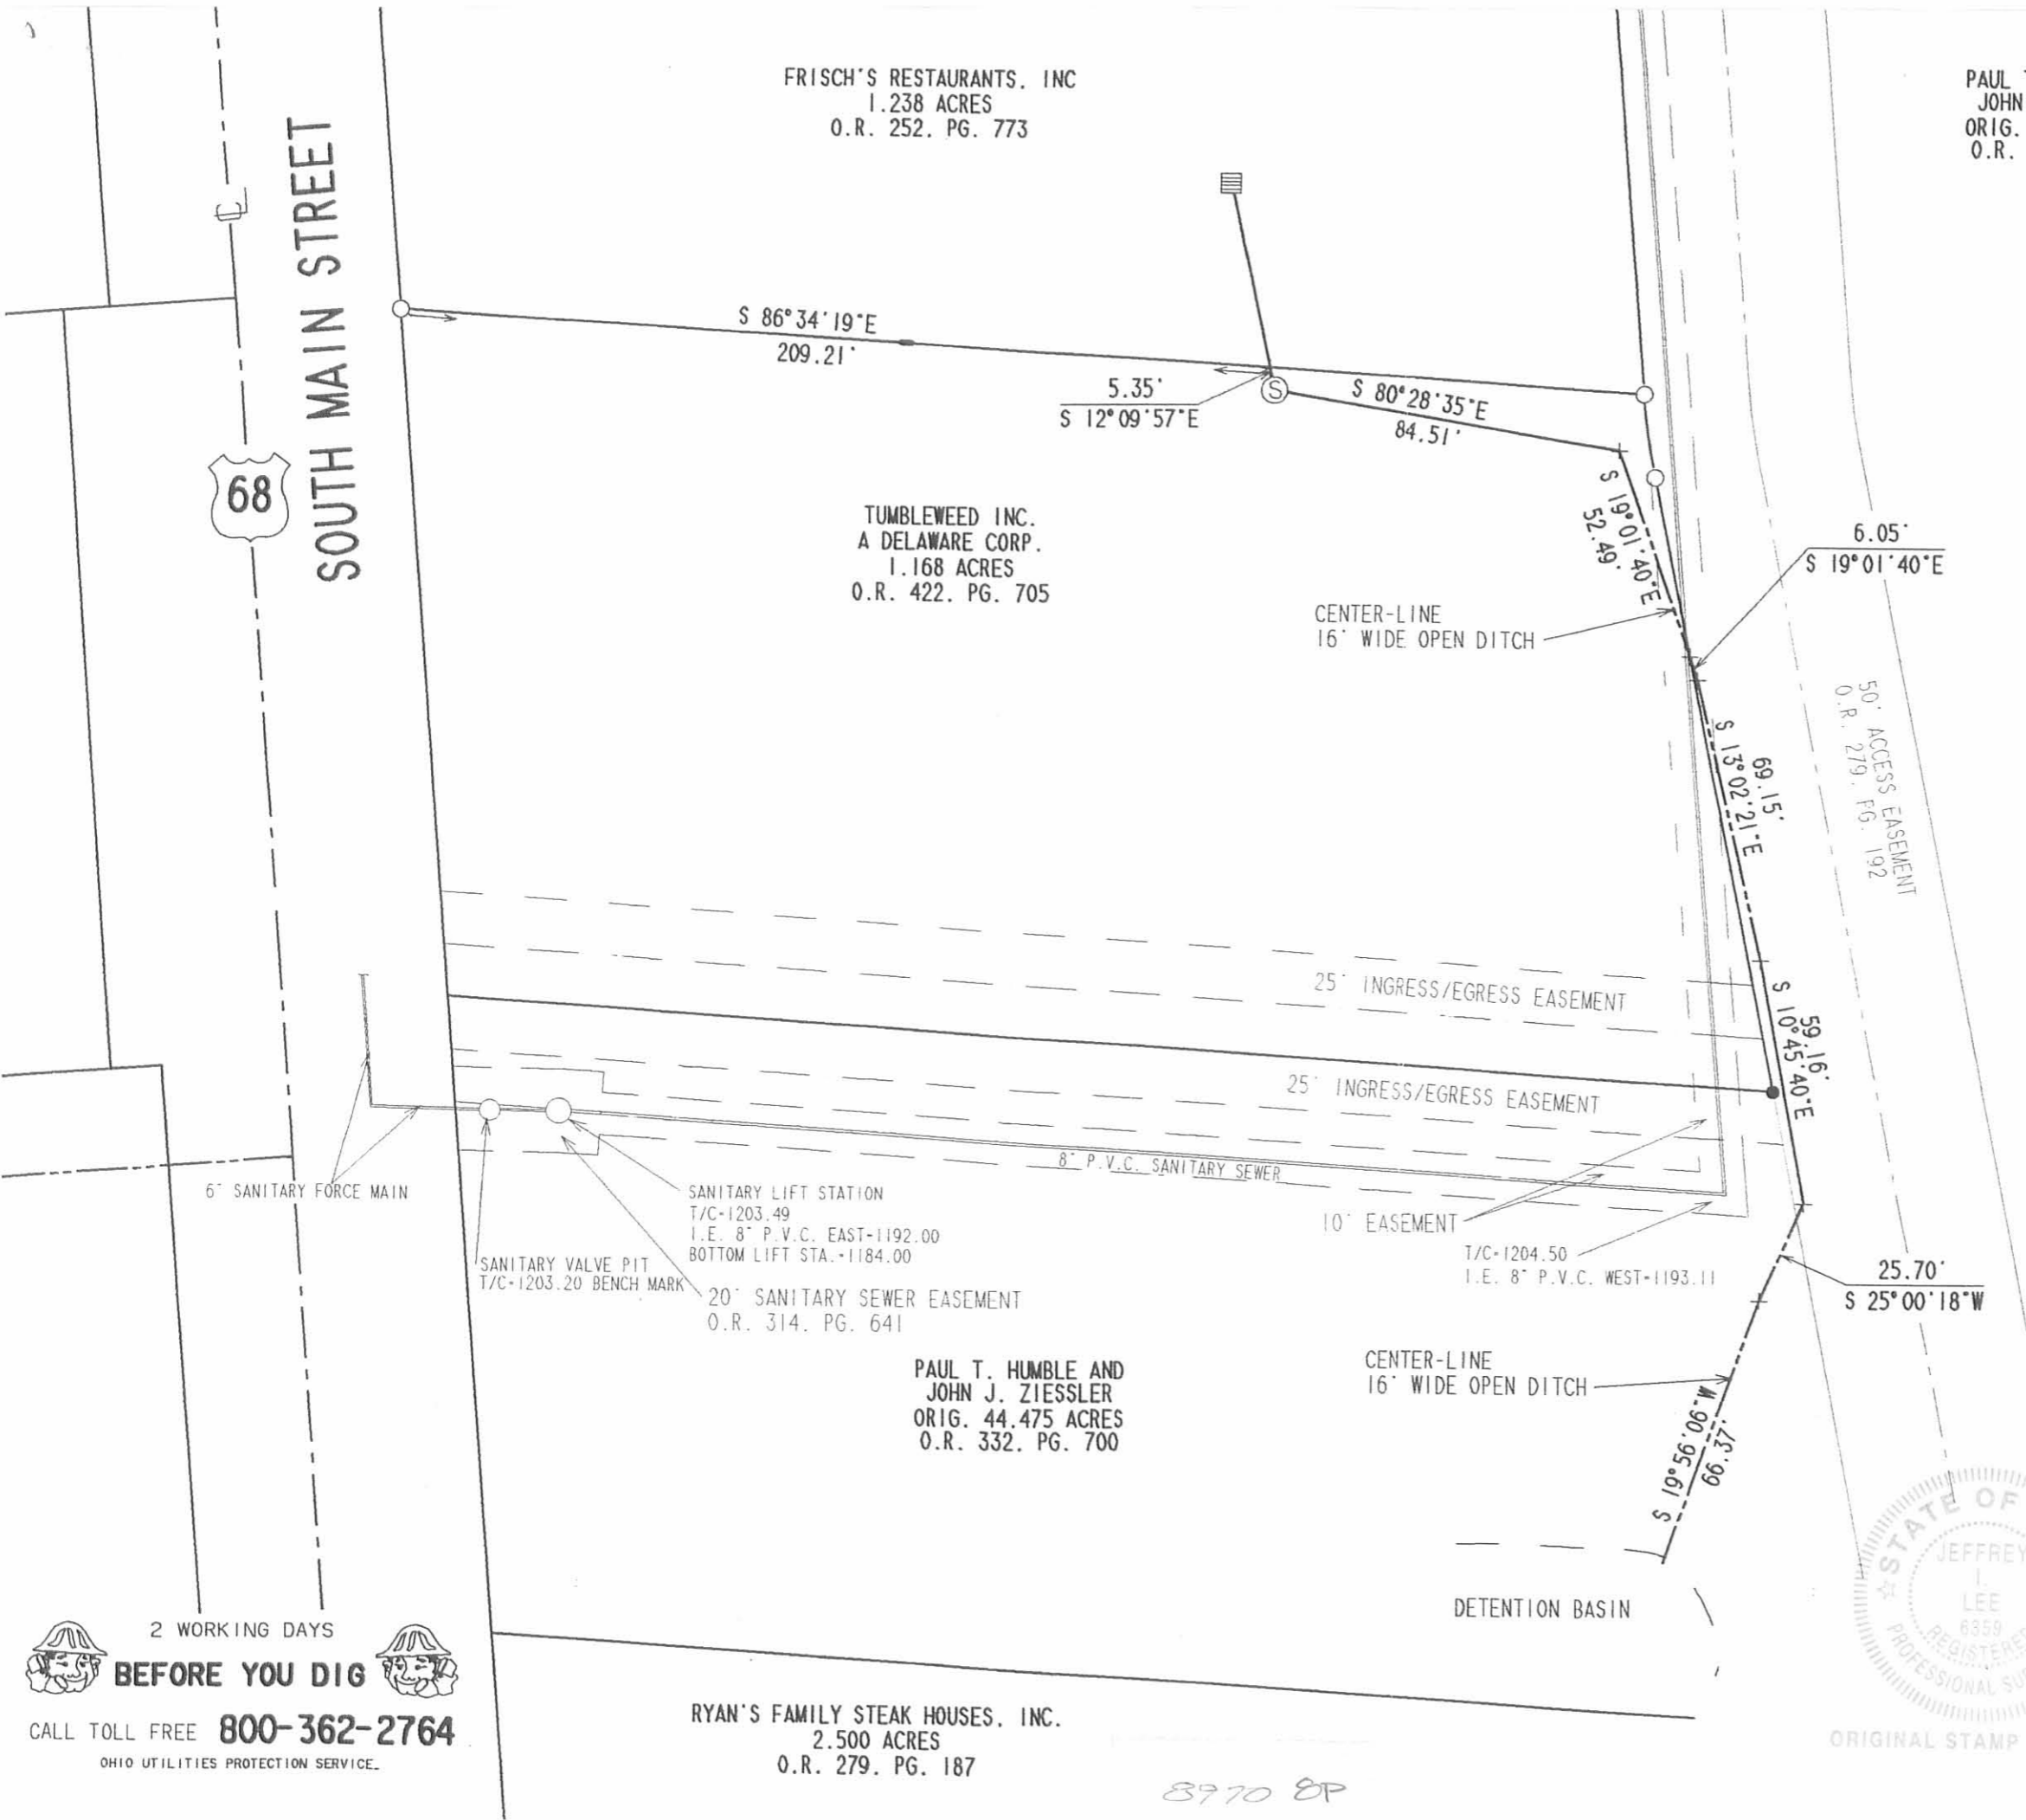 FRISCH'S RESTAURANTS. INC
1.238 ACRES
O.R. 252. PG. 773
PAUL
JOHN
ORIG.
O.R.
SOUTH MAIN STREET
68
S 86°34'19"E
209.21'
5.35'
S 12°09'57"E
S
S 80°28'35"E
84.51'
S 19°01'40"E
52.49'
6.05'
S 19°01'40"E
TUMBLEWEED INC.
A DELAWARE CORP.
1.168 ACRES
O.R. 422. PG. 705
CENTER-LINE
16' WIDE OPEN DITCH
69.15'
S 13°02'21"E
50' ACCESS EASEMENT
O.R. 279. PG. 192
25' INGRESS/EGRESS EASEMENT
59.16'
S 10°45'40"E
25' INGRESS/EGRESS EASEMENT
8" P.V.C. SANITARY SEWER
6" SANITARY FORCE MAIN
SANITARY LIFT STATION
T/C-1203.49
I.E. 8" P.V.C. EAST-1192.00
BOTTOM LIFT STA.-1184.00
SANITARY VALVE PIT
T/C-1203.20 BENCH MARK
20' SANITARY SEWER EASEMENT
O.R. 314. PG. 641
10' EASEMENT
T/C-1204.50
I.E. 8" P.V.C. WEST-1193.11
25.70'
S 25°00'18"W
PAUL T. HUMBLE AND
JOHN J. ZIESSLER
ORIG. 44.475 ACRES
O.R. 332. PG. 700
CENTER-LINE
16' WIDE OPEN DITCH
S 19°56'06"W
66.37'
DETENTION BASIN
STATE OF
JEFFREY
I.
LEE
6359
REGISTERED
PROFESSIONAL SU
ORIGINAL STAMP
2 WORKING DAYS
BEFORE YOU DIG
CALL TOLL FREE 800-362-2764
OHIO UTILITIES PROTECTION SERVICE.
RYAN'S FAMILY STEAK HOUSES. INC.
2.500 ACRES
O.R. 279. PG. 187
8970 8P